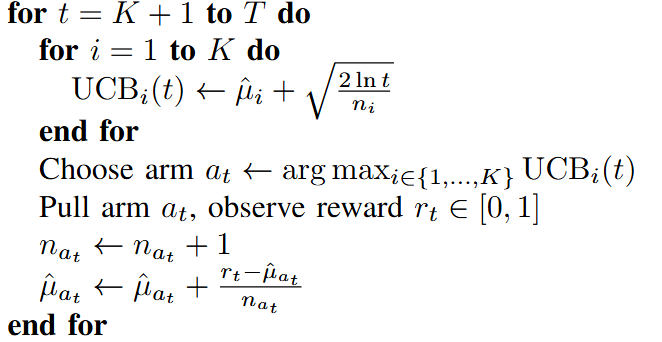 for t = K + 1 to T do
for i = 1 to K do
UCB_i(t) ← μ̂_i + √(2 ln t / n_i)
end for
Choose arm a_t ← arg max_{i∈{1,...,K}} UCB_i(t)
Pull arm a_t, observe reward r_t ∈ [0, 1]
n_{a_t} ← n_{a_t} + 1
μ̂_{a_t} ← μ̂_{a_t} + (r_t − μ̂_{a_t}) / n_{a_t}
end for